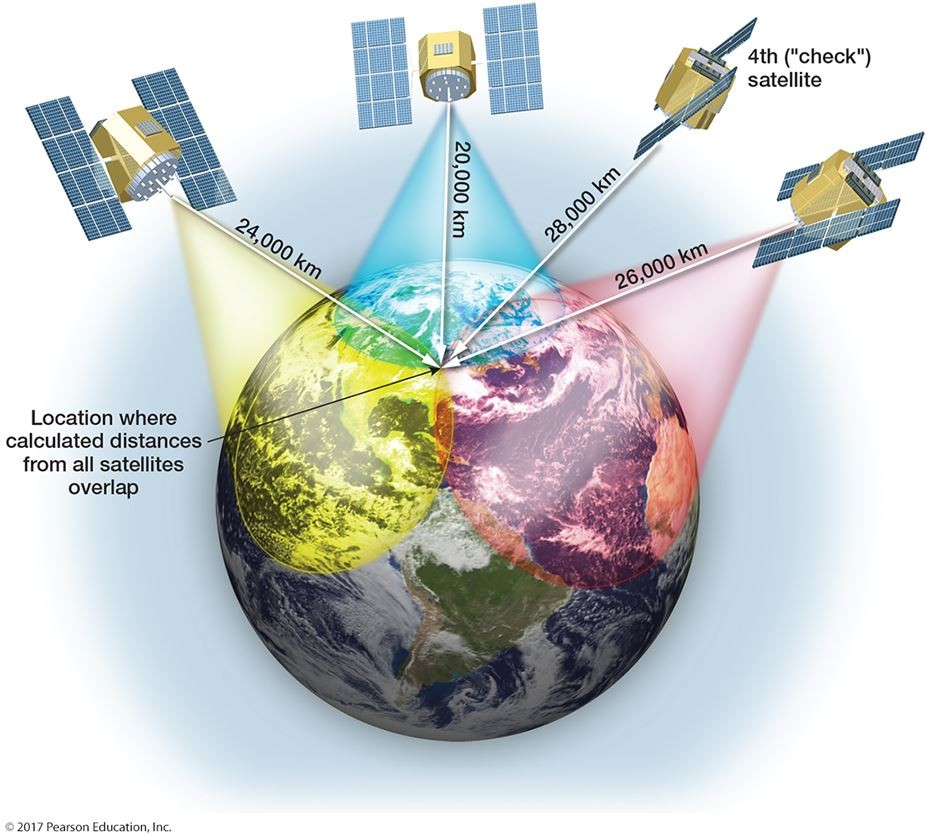 4th ("check")
satellite
20,000 km
28,000 km
24,000 km
26,000 km
Location where
calculated distances
from all satellites
overlap
© 2017 Pearson Education, Inc.